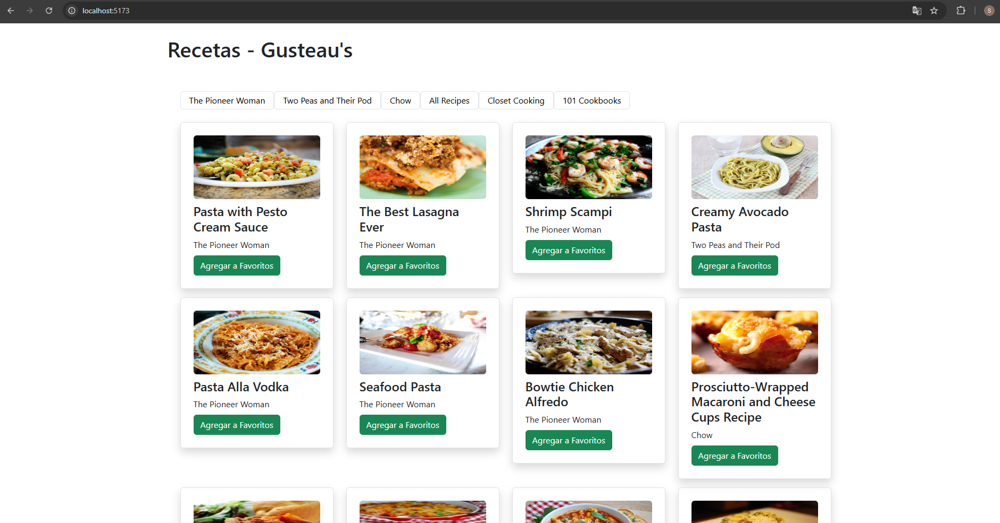 localhost:5173
S
Recetas - Gusteau's
The Pioneer Woman
Two Peas and Their Pod
Chow
All Recipes
Closet Cooking
101 Cookbooks
Pasta with Pesto
Cream Sauce
The Pioneer Woman
Agregar a Favoritos
The Best Lasagna
Ever
The Pioneer Woman
Agregar a Favoritos
Shrimp Scampi
The Pioneer Woman
Agregar a Favoritos
Creamy Avocado
Pasta
Two Peas and Their Pod
Agregar a Favoritos
Pasta Alla Vodka
The Pioneer Woman
Agregar a Favoritos
Seafood Pasta
The Pioneer Woman
Agregar a Favoritos
Bowtie Chicken
Alfredo
The Pioneer Woman
Agregar a Favoritos
Prosciutto-Wrapped
Macaroni and Cheese
Cups Recipe
Chow
Agregar a Favoritos